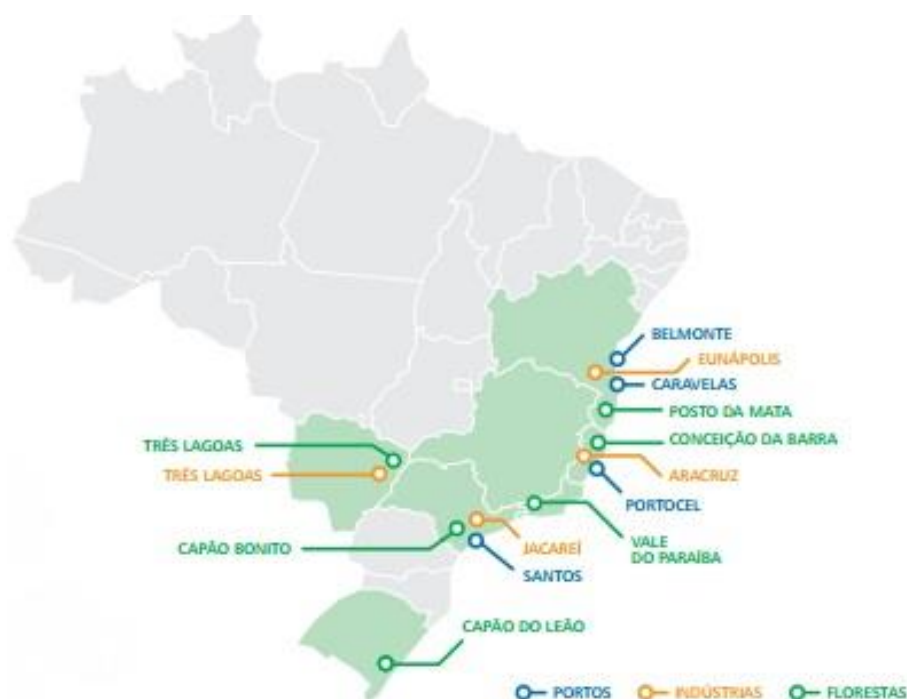 BELMONTE
EUNÁPOLIS
CARAVELAS
POSTO DA MATA
CONCEIÇÃO DA BARRA
TRÊS LAGOAS
TRÊS LAGOAS
ARACRUZ
PORTOCEL
VALE
DO PARAÍBA
CAPÃO BONITO
JACAREÍ
SANTOS
CAPÃO DO LEÃO
PORTOS
INDÚSTRIAS
FLORESTAS